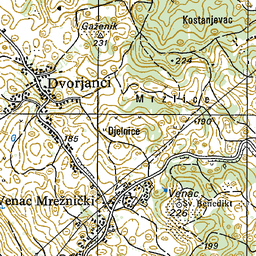 Kostanjevac
Gaženik
231
224
Dvorjanci
Mrzlice
190
Djelnice
185
Venac
Sv. Benedikt
226
Venac Mrežnički
199